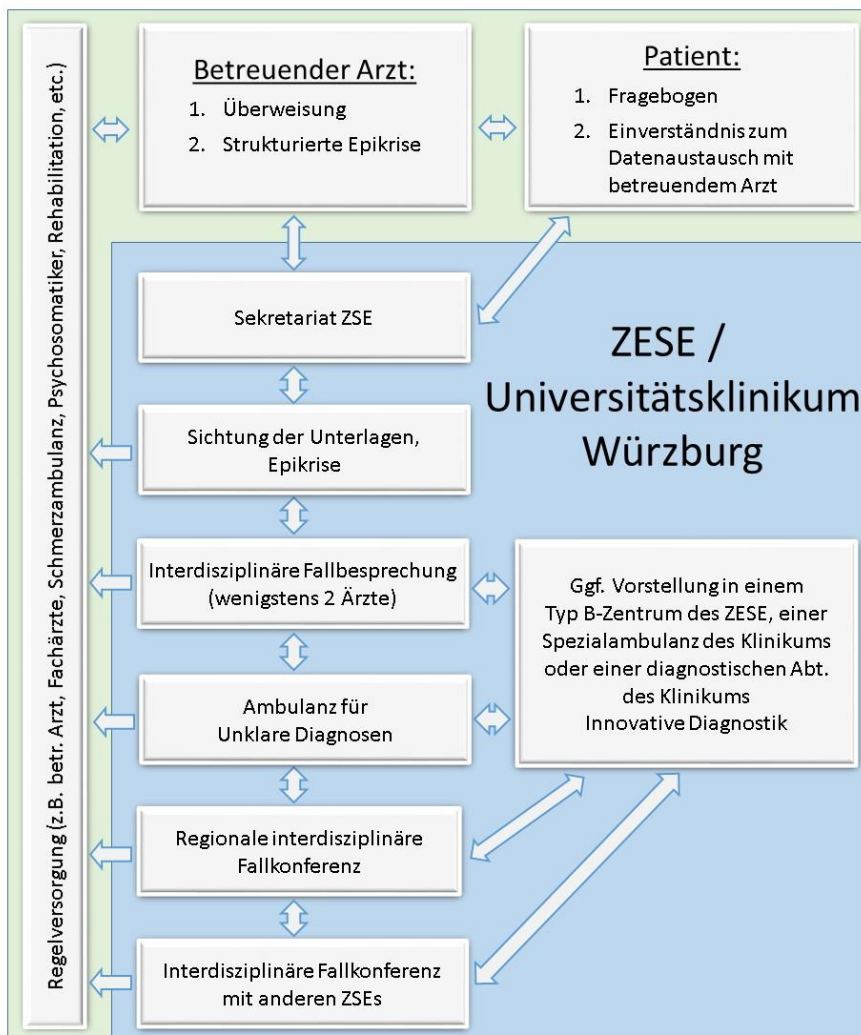 Regelversorgung (z.B. betr. Arzt, Fachärzte, Schmerzambulanz, Psychosomatiker, Rehabilitation, etc.)
Betreuender Arzt:
1. Überweisung
2. Strukturierte Epikrise
Patient:
1. Fragebogen
2. Einverständnis zum
Datenaustausch mit
betreuendem Arzt
Sekretariat ZSE
ZESE /
Universitätsklinikum
Würzburg
Sichtung der Unterlagen,
Epikrise
Interdisziplinäre Fallbesprechung
(wenigstens 2 Ärzte)
Ggf. Vorstellung in einem
Typ B-Zentrum des ZESE, einer
Spezialambulanz des Klinikums
oder einer diagnostischen Abt.
des Klinikums
Innovative Diagnostik
Ambulanz für
Unklare Diagnosen
Regionale interdisziplinäre
Fallkonferenz
Interdisziplinäre Fallkonferenz
mit anderen ZSEs